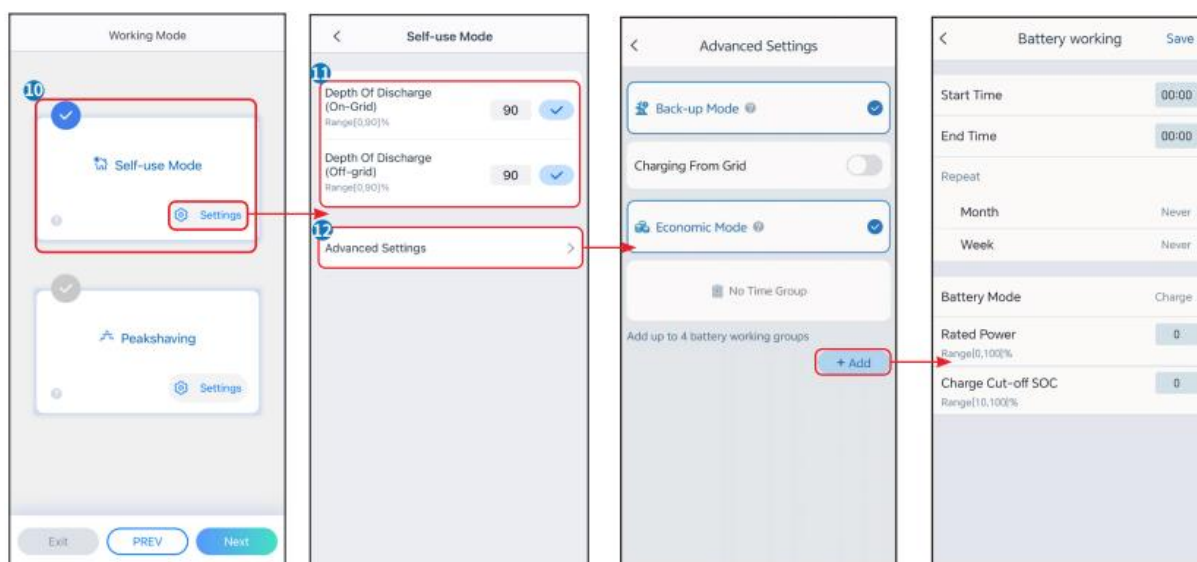 Working Mode
10
Self-use Mode
Settings
Peakshaving
Settings
Exit
PREV
Next
Self-use Mode
11
Depth Of Discharge
(On-Grid)
90
Range[0,90]%
Depth Of Discharge
(Off-grid)
90
Range[0,90]%
12
Advanced Settings
Advanced Settings
Back-up Mode
Charging From Grid
Economic Mode
No Time Group
Add up to 4 battery working groups
+ Add
Battery working Save
Start Time 00:00
End Time 00:00
Repeat
Month Never
Week Never
Battery Mode Charge
Rated Power 0
Range[0,100]%
Charge Cut-off SOC 0
Range[10,100]%